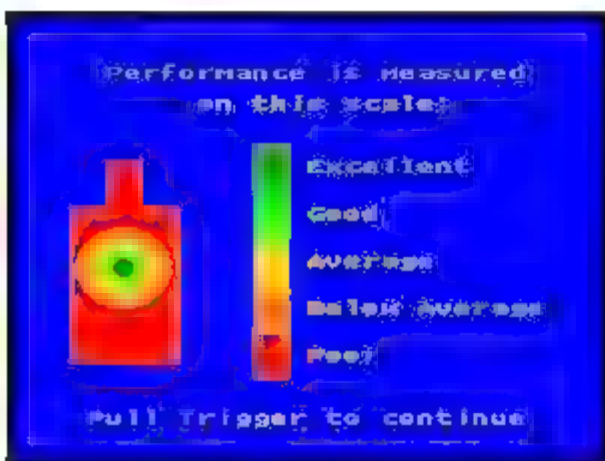 Performance is Measured
on this scale:
Excellent
Good
Average
Below Average
Poor
Pull Trigger to continue